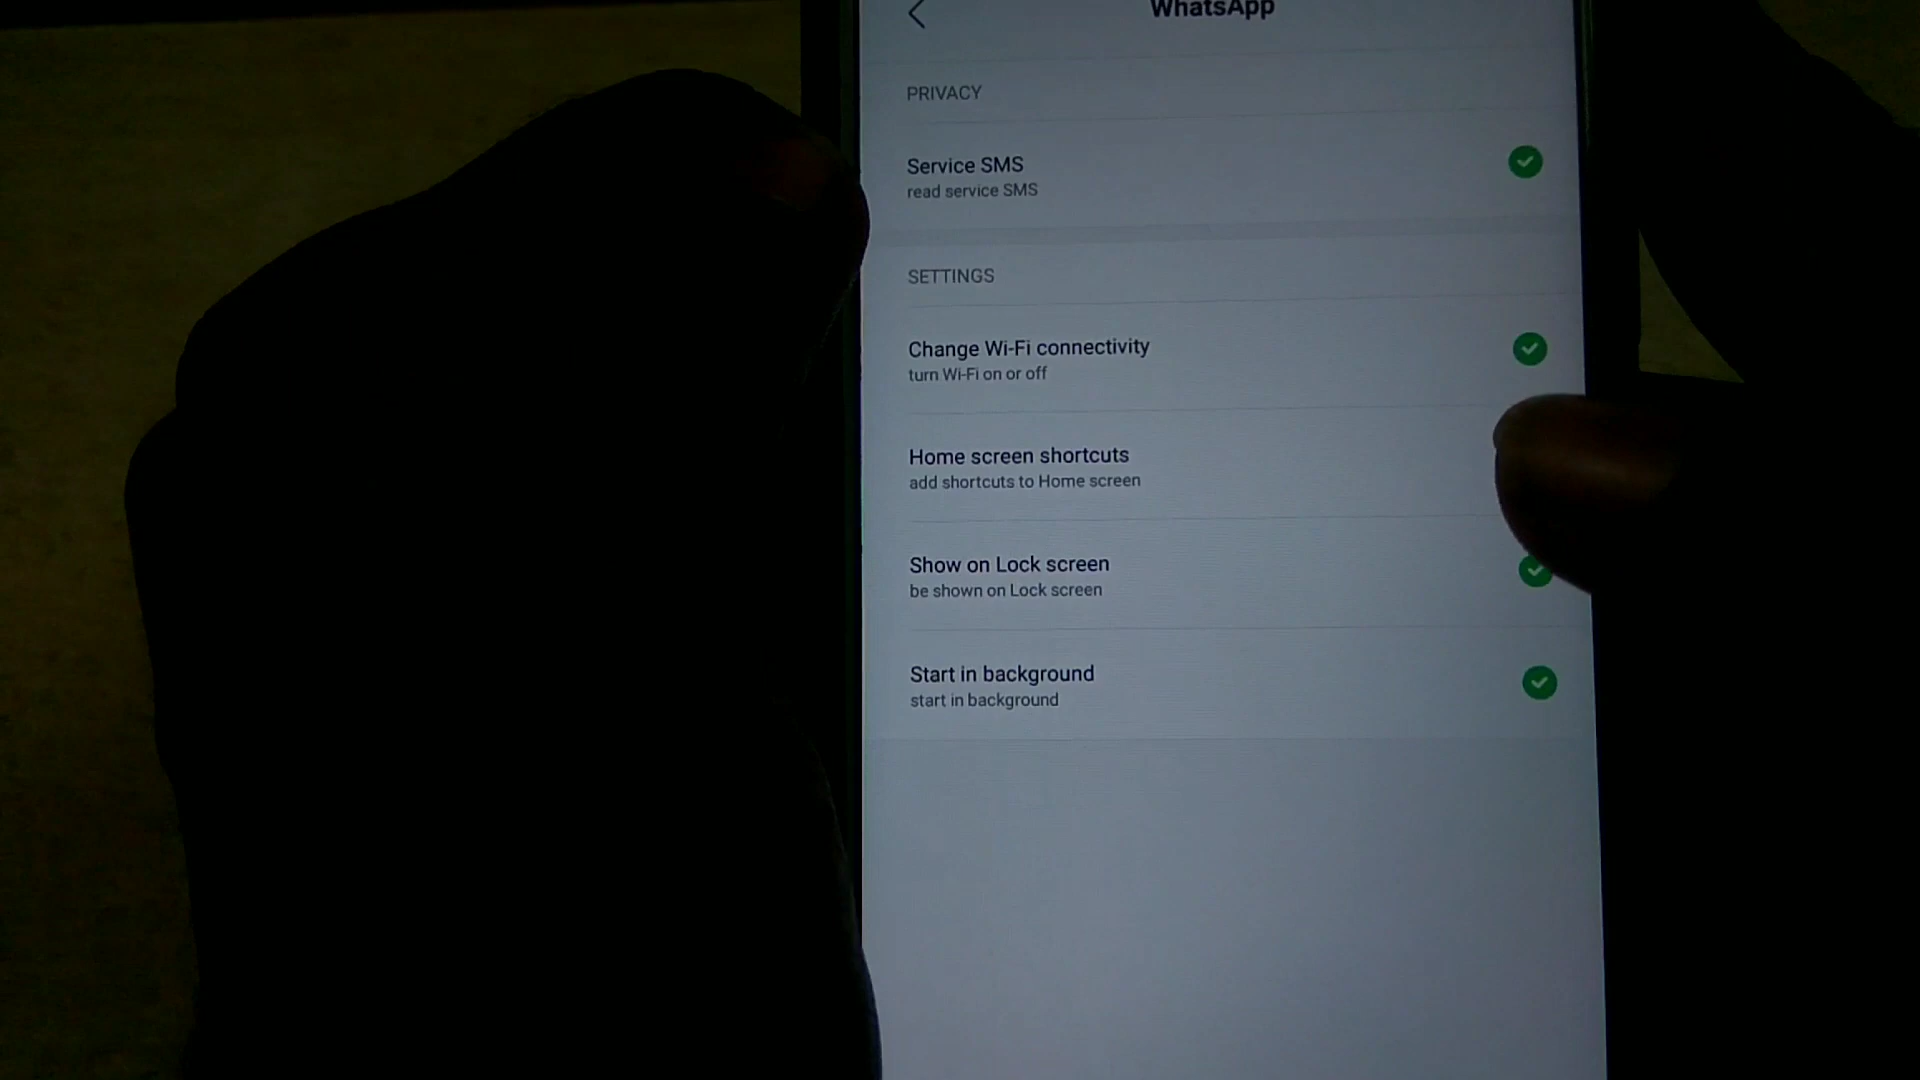 WhatsApp
PRIVACY
Service SMS
read service SMS
SETTINGS
Change Wi-Fi connectivity
turn Wi-Fi on or off
Home screen shortcuts
add shortcuts to Home screen
Show on Lock screen
be shown on Lock screen
Start in background
start in background